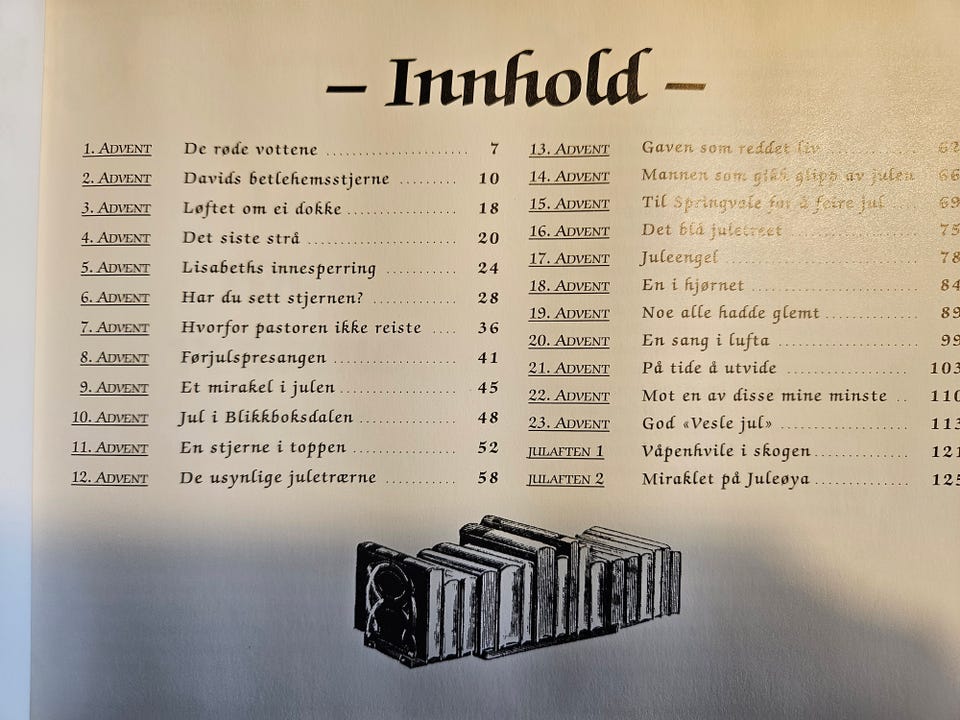 – Innhold –
1. ADVENT De røde vottene 7
2. ADVENT Davids betlehemsstjerne 10
3. ADVENT Løftet om ei dokke 18
4. ADVENT Det siste strå 20
5. ADVENT Lisabeths innesperring 24
6. ADVENT Har du sett stjernen? 28
7. ADVENT Hvorfor pastoren ikke reiste 36
8. ADVENT Førjulspresangen 41
9. ADVENT Et mirakel i julen 45
10. ADVENT Jul i Blikkboksdalen 48
11. ADVENT En stjerne i toppen 52
12. ADVENT De usynlige juletrærne 58
13. ADVENT Gaven som reddet liv 62
14. ADVENT Mannen som gikk glipp av julen 66
15. ADVENT Til Springvale for å feire jul 69
16. ADVENT Det blå juletreet 75
17. ADVENT Juleengel 78
18. ADVENT En i hjørnet 84
19. ADVENT Noe alle hadde glemt 89
20. ADVENT En sang i lufta 99
21. ADVENT På tide å utvide 103
22. ADVENT Mot en av disse mine minste 110
23. ADVENT God «Vesle jul» 113
JULAFTEN 1 Våpenhvile i skogen 121
JULAFTEN 2 Miraklet på Juleøya 125